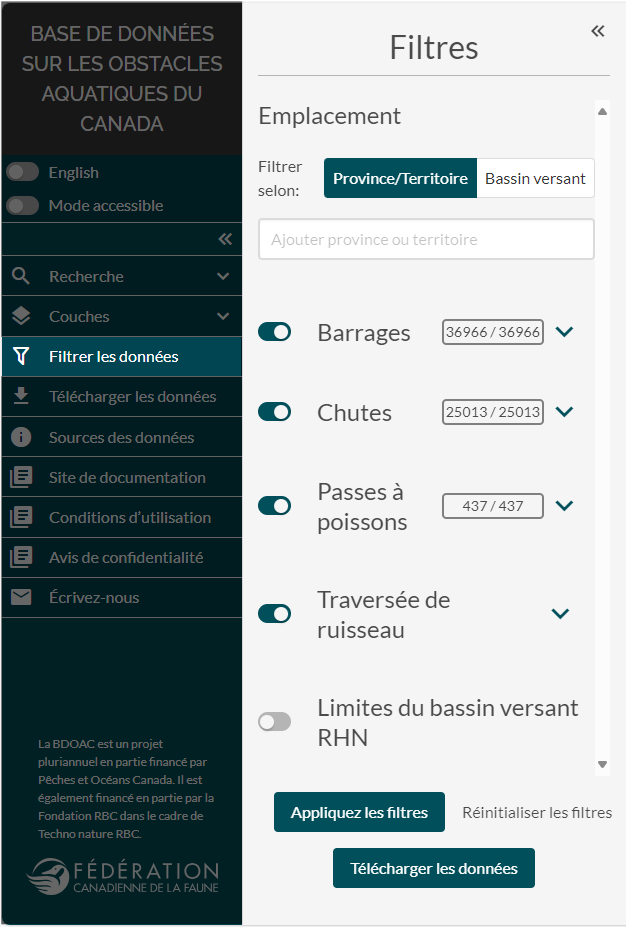 BASE DE DONNÉES
SUR LES OBSTACLES
AQUATIQUES DU
CANADA
English
Mode accessible
Recherche
Couches
Filtrer les données
Télécharger les données
Sources des données
Site de documentation
Conditions d'utilisation
Avis de confidentialité
Écrivez-nous
La BDOAC est un projet
pluriannuel en partie financé par
Pêches et Océans Canada. Il est
également financé en partie par la
Fondation RBC dans le cadre de
Techno nature RBC.
FÉDÉRATION
CANADIENNE DE LA FAUNE
Filtres
Emplacement
Filtrer
selon:
Province/Territoire
Bassin versant
Ajouter province ou territoire
Barrages
36966 / 36966
Chutes
25013 / 25013
Passes à
poissons
437 / 437
Traversée de
ruisseau
Limites du bassin versant
RHN
Appliquez les filtres
Réinitialiser les filtres
Télécharger les données